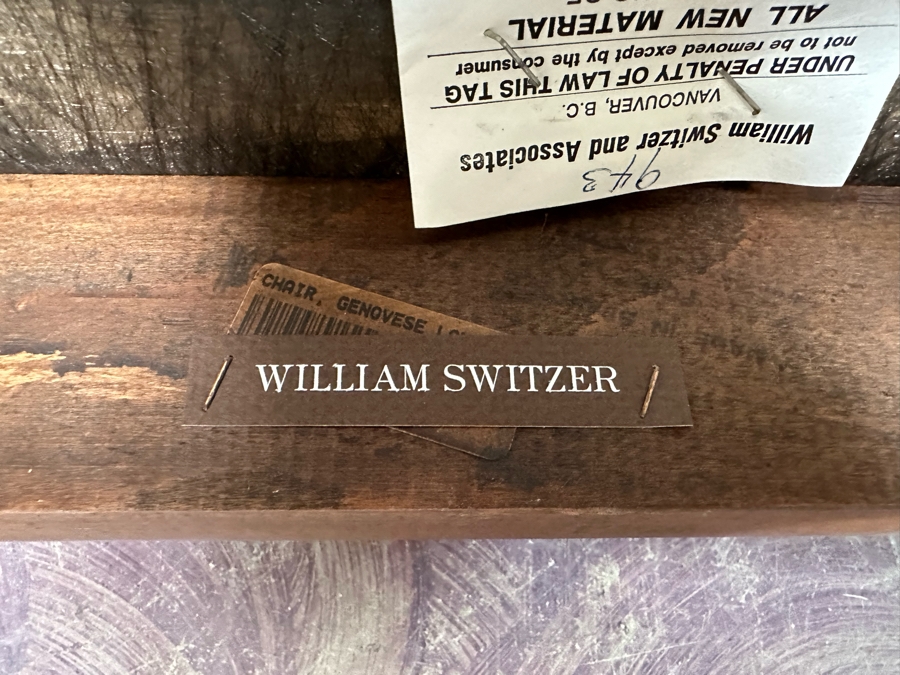 943
William Switzer and Associates
VANCOUVER, B.C.
UNDER PENALTY OF LAW THIS TAG
not to be removed except by the consumer
ALL NEW MATERIAL
CHAIR, GENOVESE
WILLIAM SWITZER